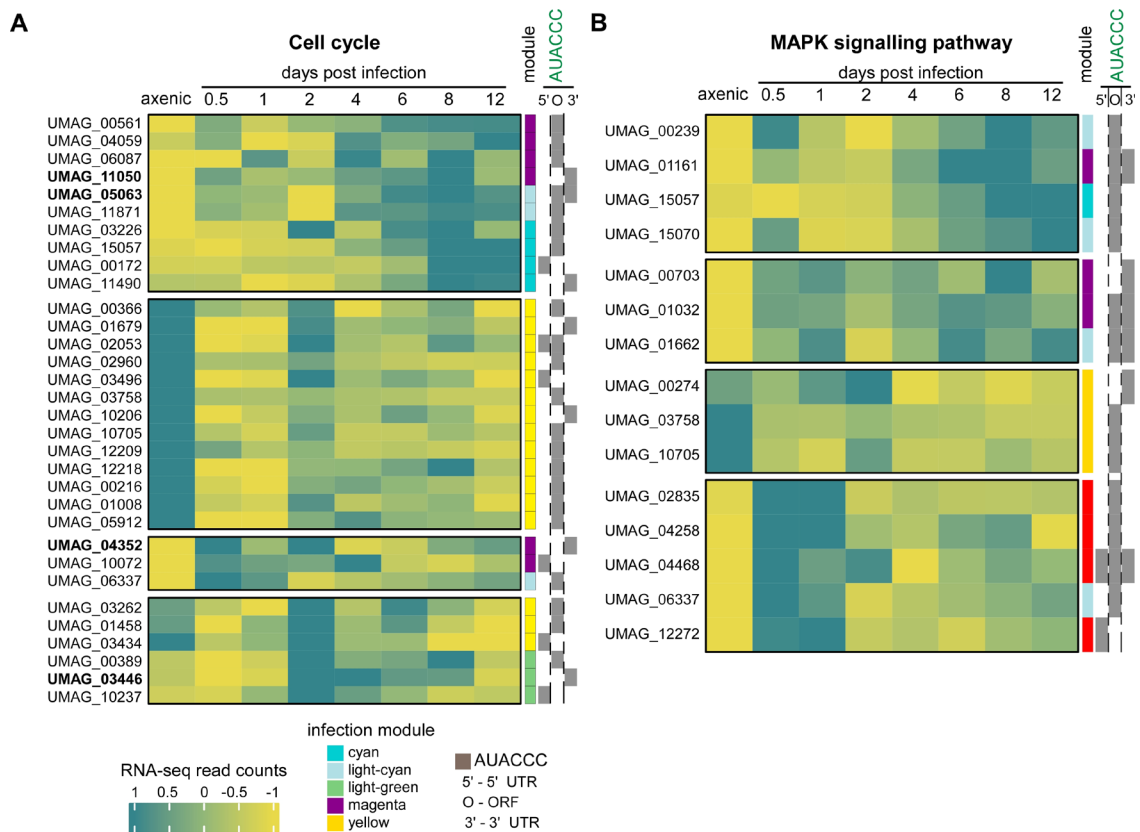 A
Cell cycle
days post infection
axenic 0.5 1 2 4 6 8 12
module
AUACCC
5' O 3'
UMAG_00561
UMAG_04059
UMAG_06087
UMAG_11050
UMAG_05063
UMAG_11871
UMAG_03226
UMAG_15057
UMAG_00172
UMAG_11490
UMAG_00366
UMAG_01679
UMAG_02053
UMAG_02960
UMAG_03496
UMAG_03758
UMAG_10206
UMAG_10705
UMAG_12209
UMAG_12218
UMAG_00216
UMAG_01008
UMAG_05912
UMAG_04352
UMAG_10072
UMAG_06337
UMAG_03262
UMAG_01458
UMAG_03434
UMAG_00389
UMAG_03446
UMAG_10237
B
MAPK signalling pathway
days post infection
axenic 0.5 1 2 4 6 8 12
module
AUACCC
5' O 3'
UMAG_00239
UMAG_01161
UMAG_15057
UMAG_15070
UMAG_00703
UMAG_01032
UMAG_01662
UMAG_00274
UMAG_03758
UMAG_10705
UMAG_02835
UMAG_04258
UMAG_04468
UMAG_06337
UMAG_12272
RNA-seq read counts
1 0.5 0 -0.5 -1
infection module
cyan
light-cyan
light-green
magenta
yellow
AUACCC
5' - 5' UTR
O - ORF
3' - 3' UTR